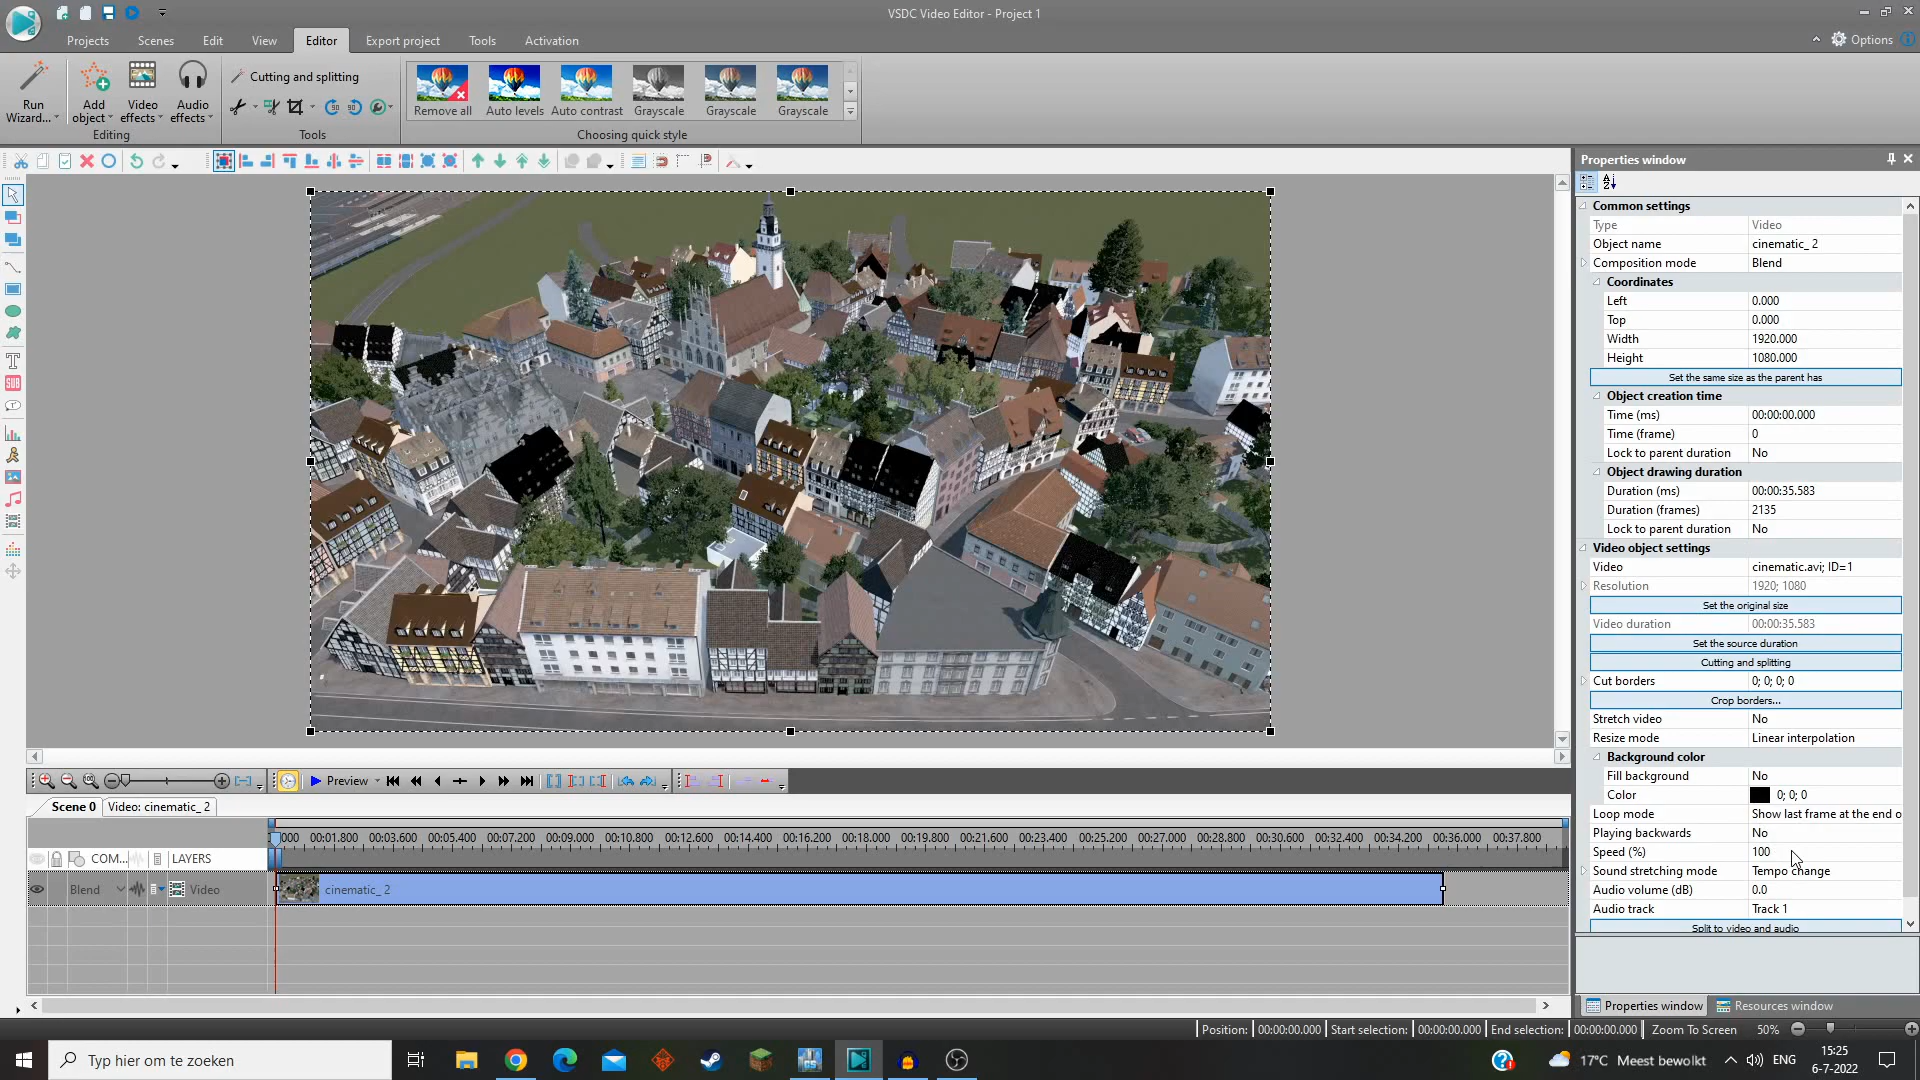 VSDC Video Editor - Project 1
Projects
Scenes
Edit
View
Editor
Export project
Tools
Activation
Options
Run
Wizard...
Add
object
Video
effects
Audio
effects
Editing
Cutting and splitting
Tools
Remove all
Auto levels
Auto contrast
Grayscale
Grayscale
Grayscale
Choosing quick style
Properties window
Common settings
Type Video
Object name cinematic_ 2
Composition mode Blend
Coordinates
Left 0.000
Top 0.000
Width 1920.000
Height 1080.000
Set the same size as the parent has
Object creation time
Time (ms) 00:00:00.000
Time (frame) 0
Lock to parent duration No
Object drawing duration
Duration (ms) 00:00:35.583
Duration (frames) 2135
Lock to parent duration No
Video object settings
Video cinematic.avi; ID=1
Resolution 1920; 1080
Set the original size
Video duration 00:00:35.583
Set the source duration
Cutting and splitting
Cut borders 0; 0; 0; 0
Crop borders...
Stretch video No
Resize mode Linear interpolation
Background color
Fill background No
Color 0; 0; 0
Loop mode Show last frame at the end o
Playing backwards No
Speed (%) 100
Sound stretching mode Tempo change
Audio volume (dB) 0.0
Audio track Track 1
Split to video and audio
Properties window
Resources window
Preview
Scene 0
Video: cinematic_ 2
000 00:01.800 00:03.600 00:05.400 00:07.200 00:09.000 00:10.800 00:12.600 00:14.400 00:16.200 00:18.000 00:19.800 00:21.600 00:23.400 00:25.200 00:27.000 00:28.800 00:30.600 00:32.400 00:34.200 00:36.000 00:37.800
COM...
LAYERS
Blend
Video
cinematic_ 2
Position: 00:00:00.000 Start selection: 00:00:00.000 End selection: 00:00:00.000 Zoom To Screen 50%
Typ hier om te zoeken
17°C Meest bewolkt
ENG
15:25
6-7-2022